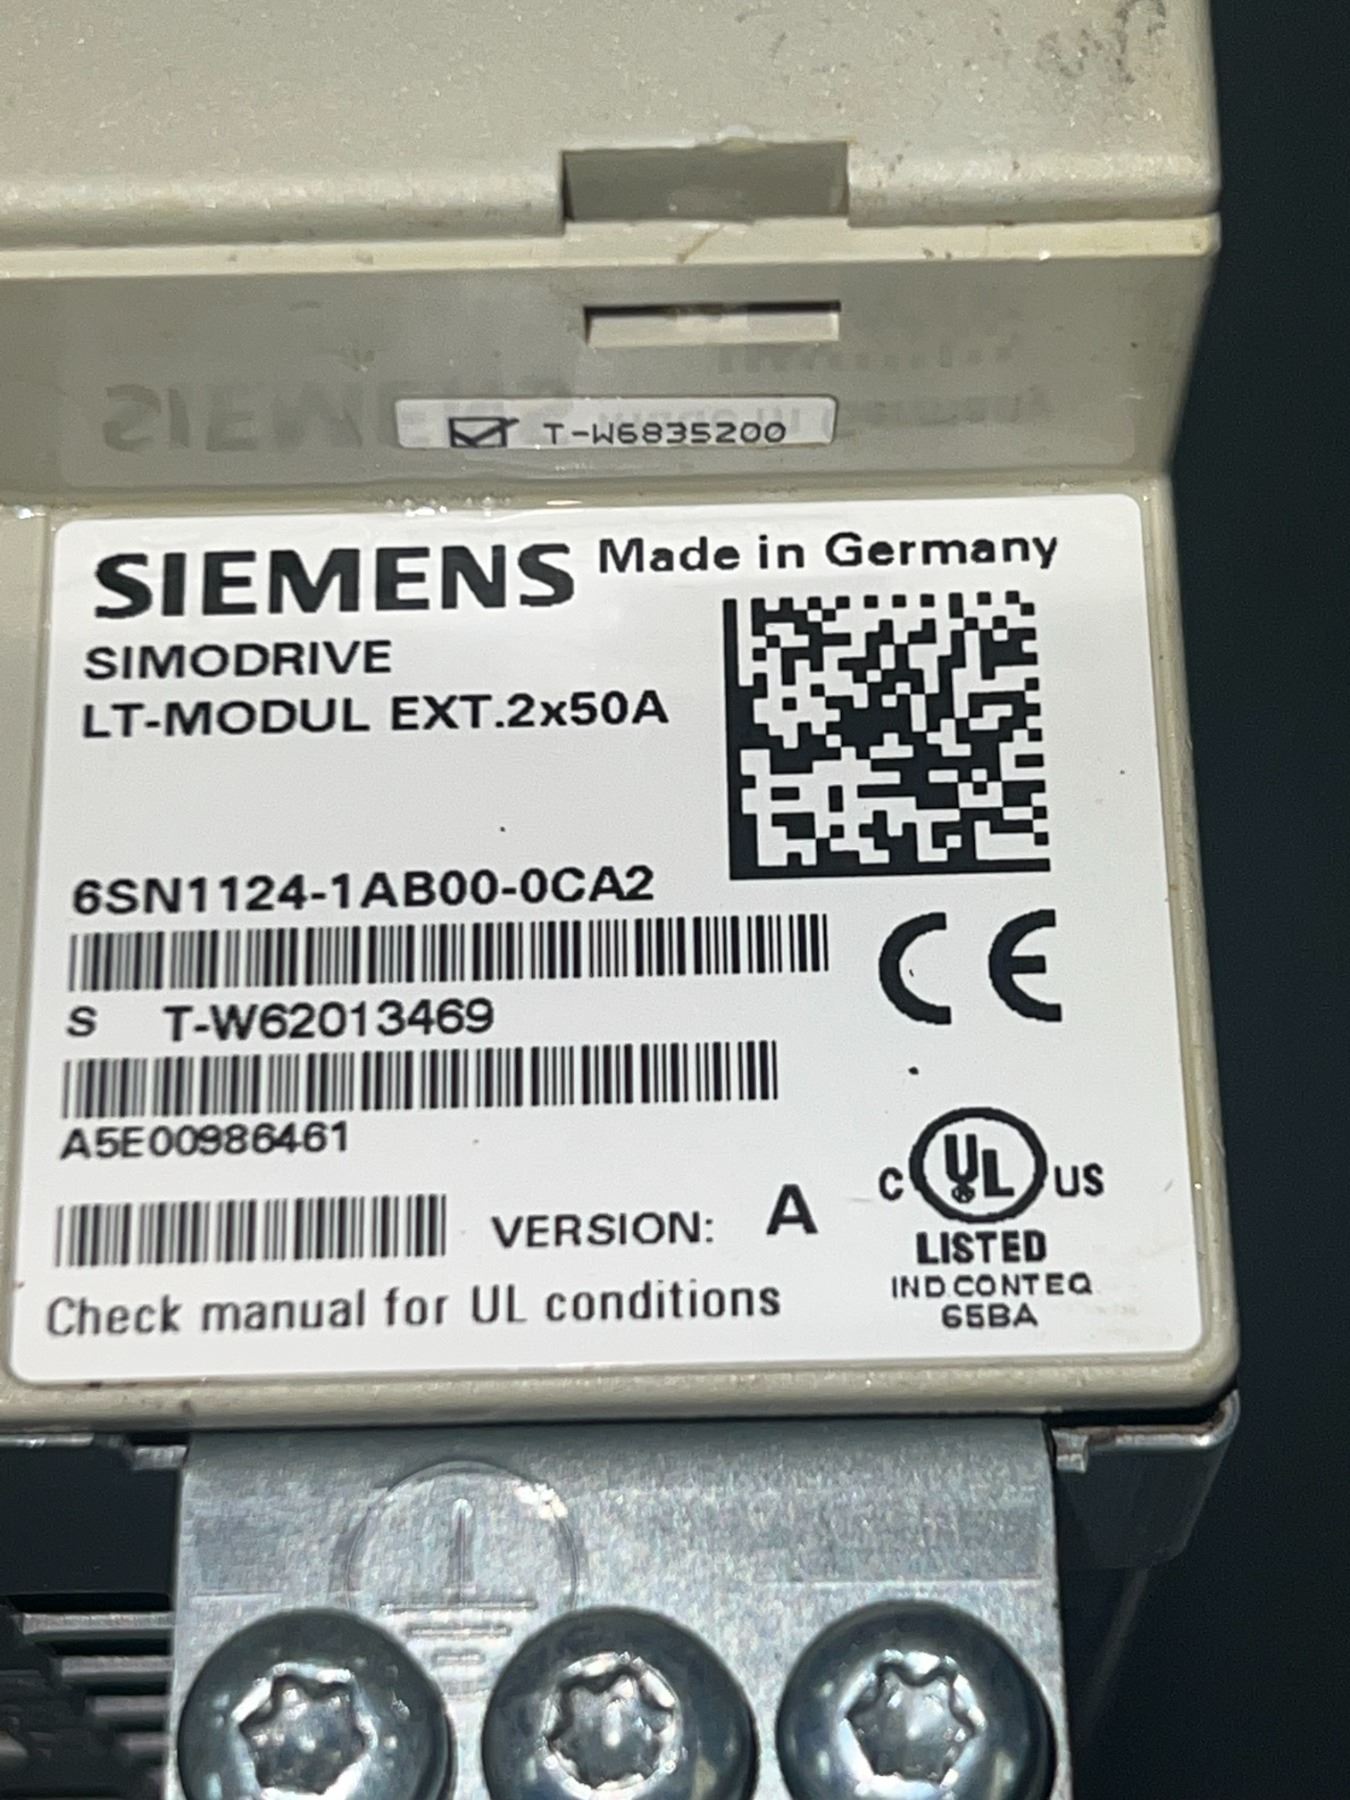 T-W6835200
SIEMENS Made in Germany
SIMODRIVE
LT-MODUL EXT.2x50A
6SN1124-1AB00-0CA2
S T-W62013469
A5E00986461
VERSION: A
Check manual for UL conditions
CE
C UL US
LISTED
IND.CONT.EQ.
65BA